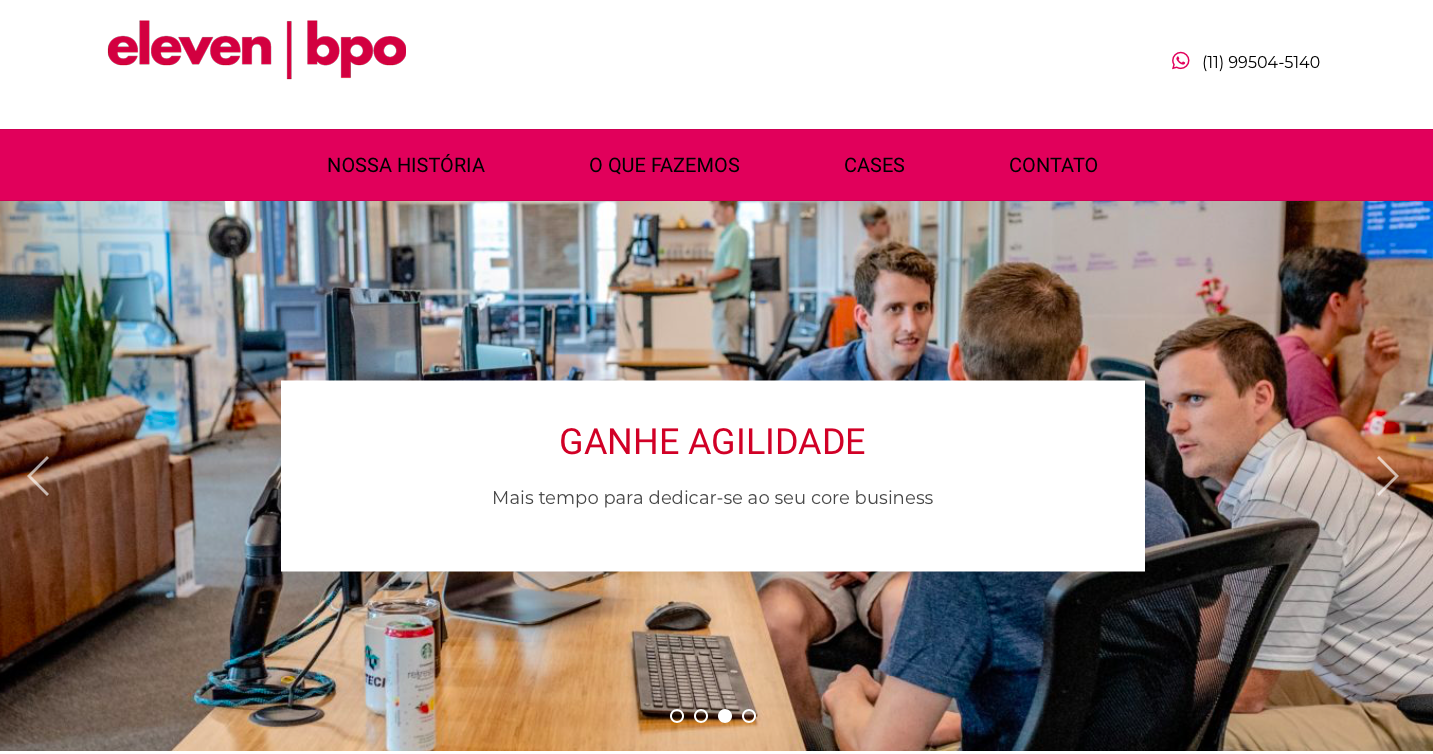 eleven | bpo
(11) 99504-5140
NOSSA HISTÓRIA O QUE FAZEMOS CASES CONTATO
GANHE AGILIDADE
Mais tempo para dedicar-se ao seu core business